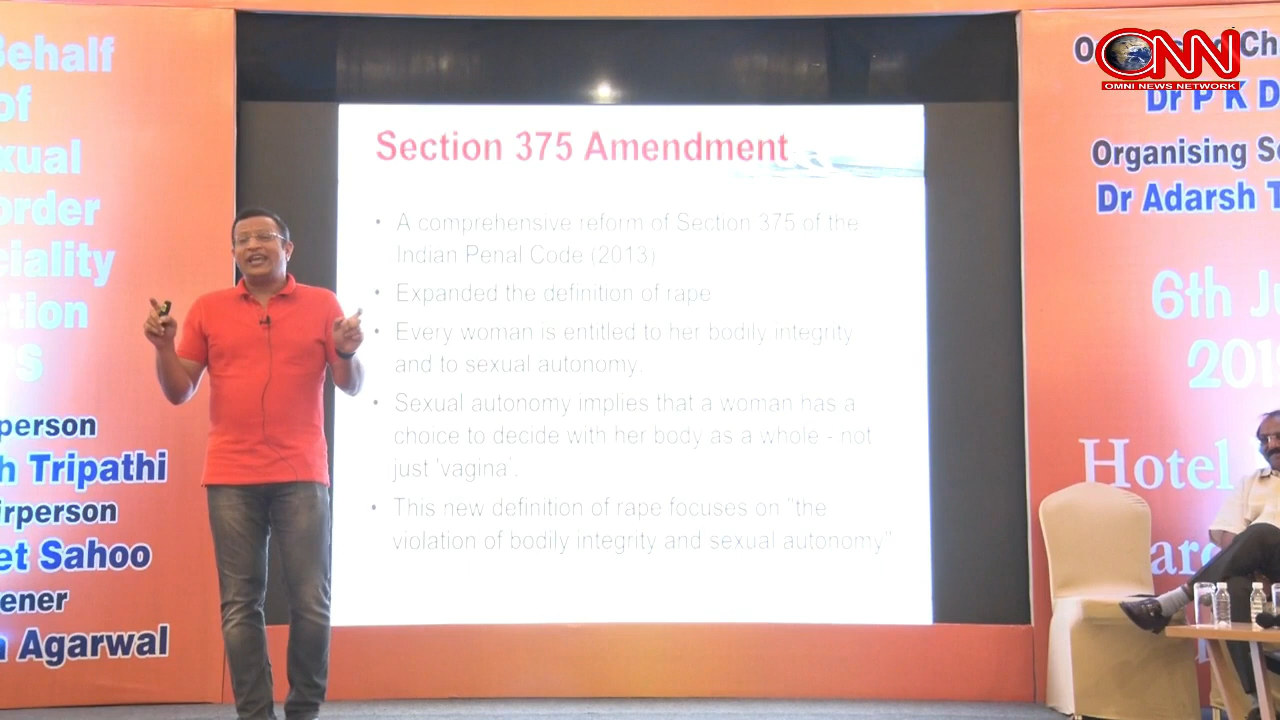 Behalf
of
xual
order
ciality
ction
person
h Tripathi
irperson
et Sahoo
ener
Agarwal
Section 375 Amendment
• A comprehensive reform of Section 375 of the
Indian Penal Code (2013)
• Expanded the definition of rape
• Every woman is entitled to her bodily integrity
and to sexual autonomy.
• Sexual autonomy implies that a woman has a
choice to decide with her body as a whole - not
just 'vagina'.
• This new definition of rape focuses on "the
violation of bodily integrity and sexual autonomy"
ONN
OMNI NEWS NETWORK
Dr P K D
Organising Se
Dr Adarsh T
6th J
201
Hotel